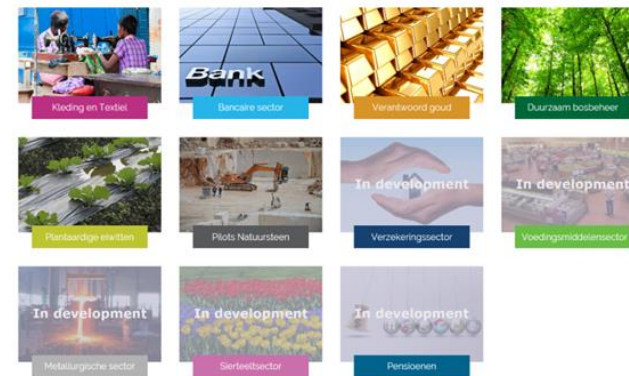 Bank
Kleding en Textiel
Bancaire sector
Verantwoord goud
Duurzaam bosbeheer
In development
In development
Plantaardige eiwitten
Pilots Natuursteen
Verzekeringssector
Voedingsmiddelensector
In development
In development
In development
Metallurgische sector
Sierteeltsector
Pensioenen